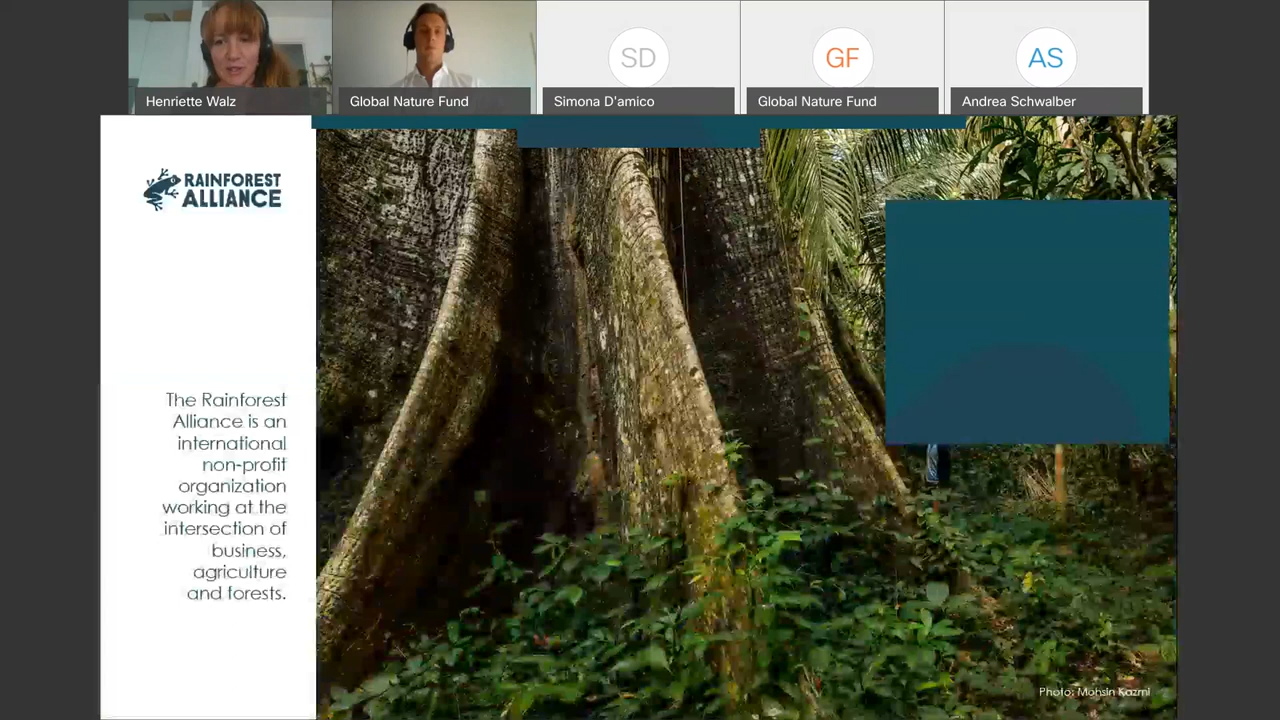 SD
GF
AS
Henriette Walz
Global Nature Fund
Simona D'amico
Global Nature Fund
Andrea Schwalber
RAINFOREST
ALLIANCE
The Rainforest
Alliance is an
international
non-profit
organization
working at the
intersection of
business,
agriculture
and forests.
Photo: Mohsin Kazmi